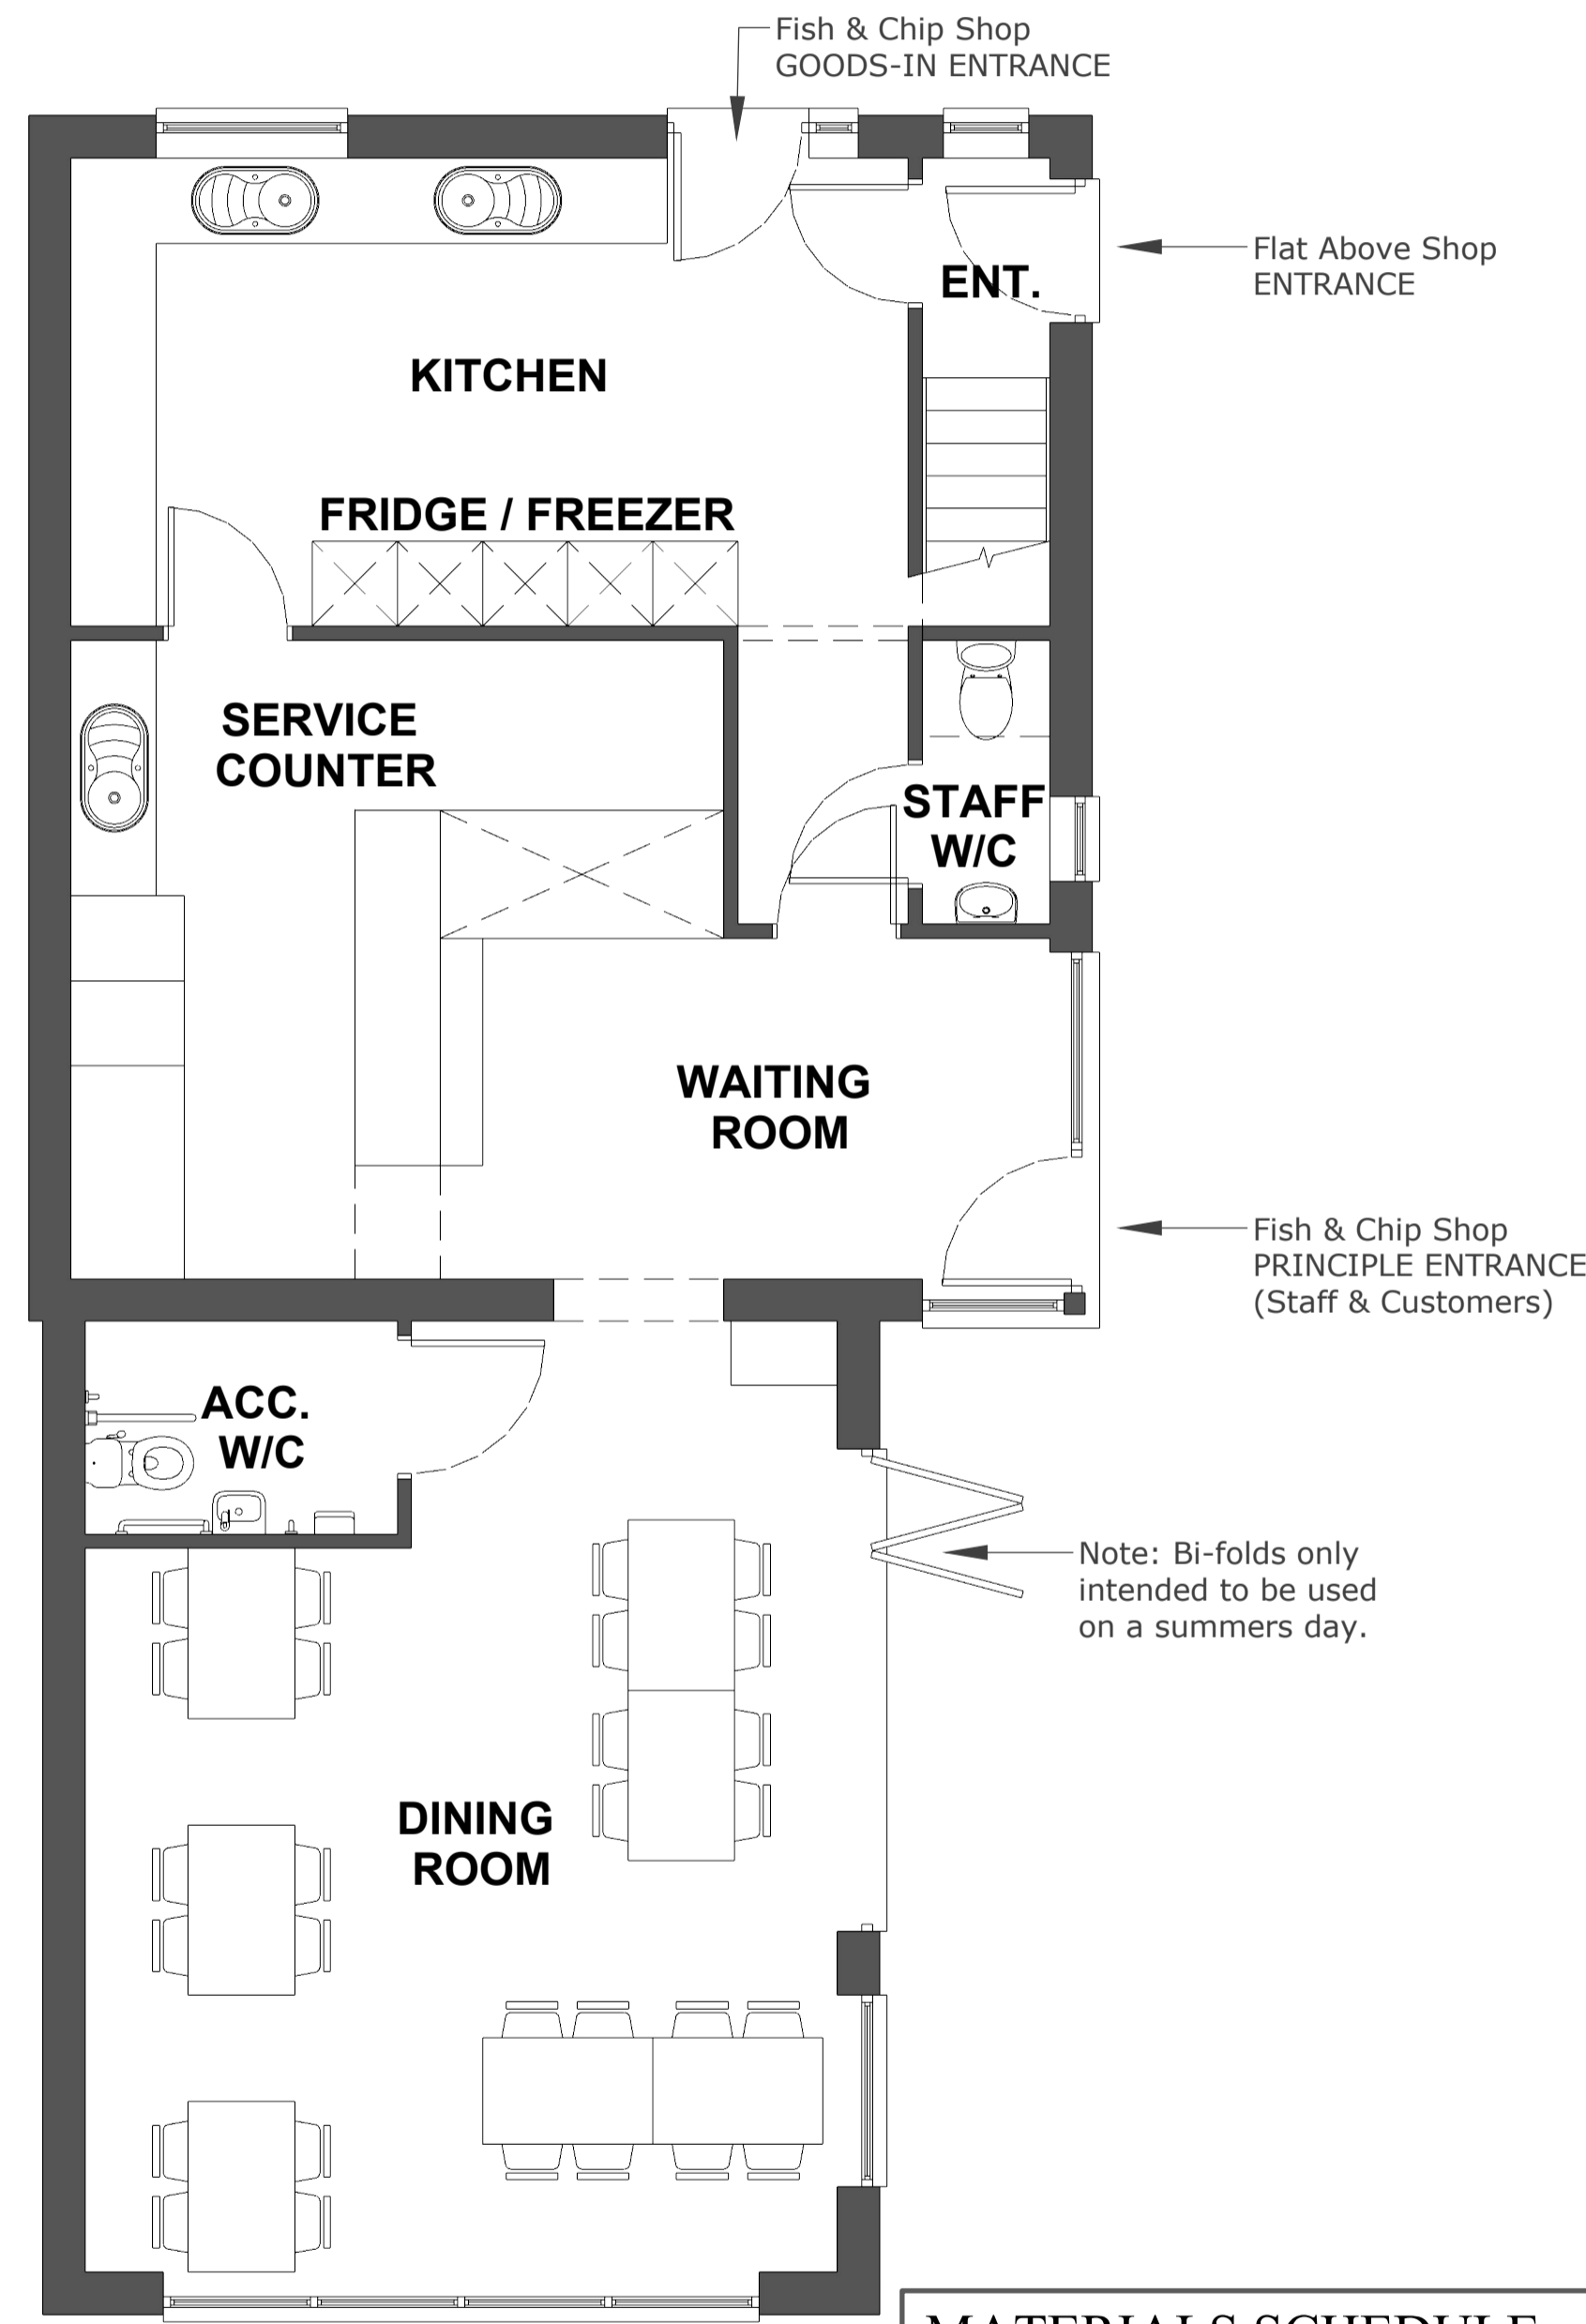 Fish & Chip Shop
GOODS-IN ENTRANCE
Flat Above Shop
ENTRANCE
ENT.
KITCHEN
FRIDGE / FREEZER
SERVICE
COUNTER
STAFF
W/C
WAITING
ROOM
Fish & Chip Shop
PRINCIPLE ENTRANCE
(Staff & Customers)
ACC.
W/C
Note: Bi-folds only
intended to be used
on a summers day.
DINING
ROOM
MATERIALS SCHEDULE